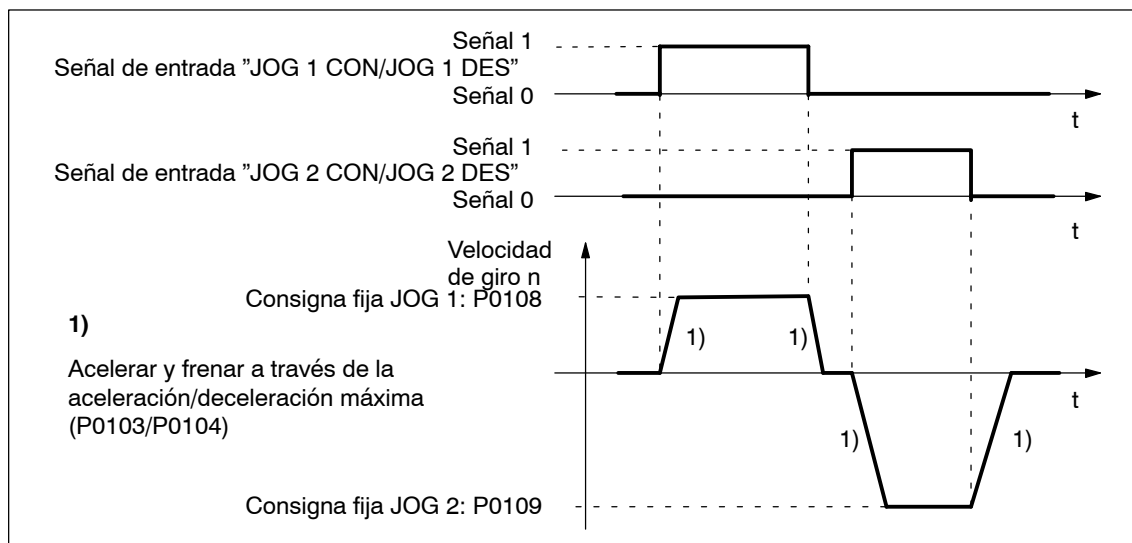 Señal 1
Señal de entrada ”JOG 1 CON/JOG 1 DES”
Señal 0
t
Señal 1
Señal de entrada ”JOG 2 CON/JOG 2 DES”
Señal 0
t
Velocidad
de giro n
Consigna fija JOG 1: P0108
1)
1)
1)
Acelerar y frenar a través de la
aceleración/deceleración máxima
(P0103/P0104)
t
1)
1)
Consigna fija JOG 2: P0109